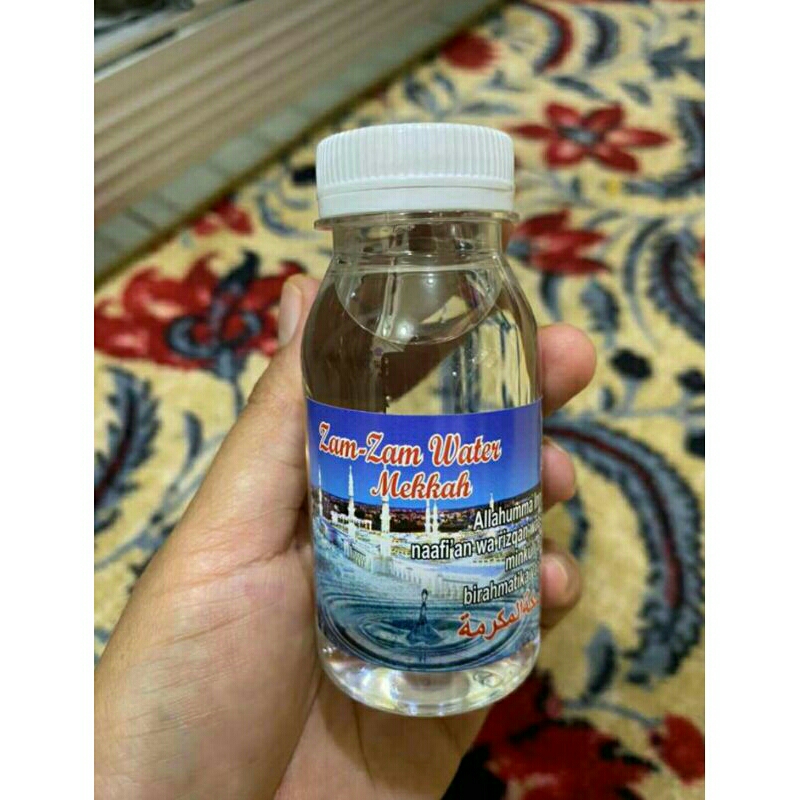 Zam-Zam Water
Mekkah
Allahumma
naafi'an wa rizqan
birahmatika
المكرمة